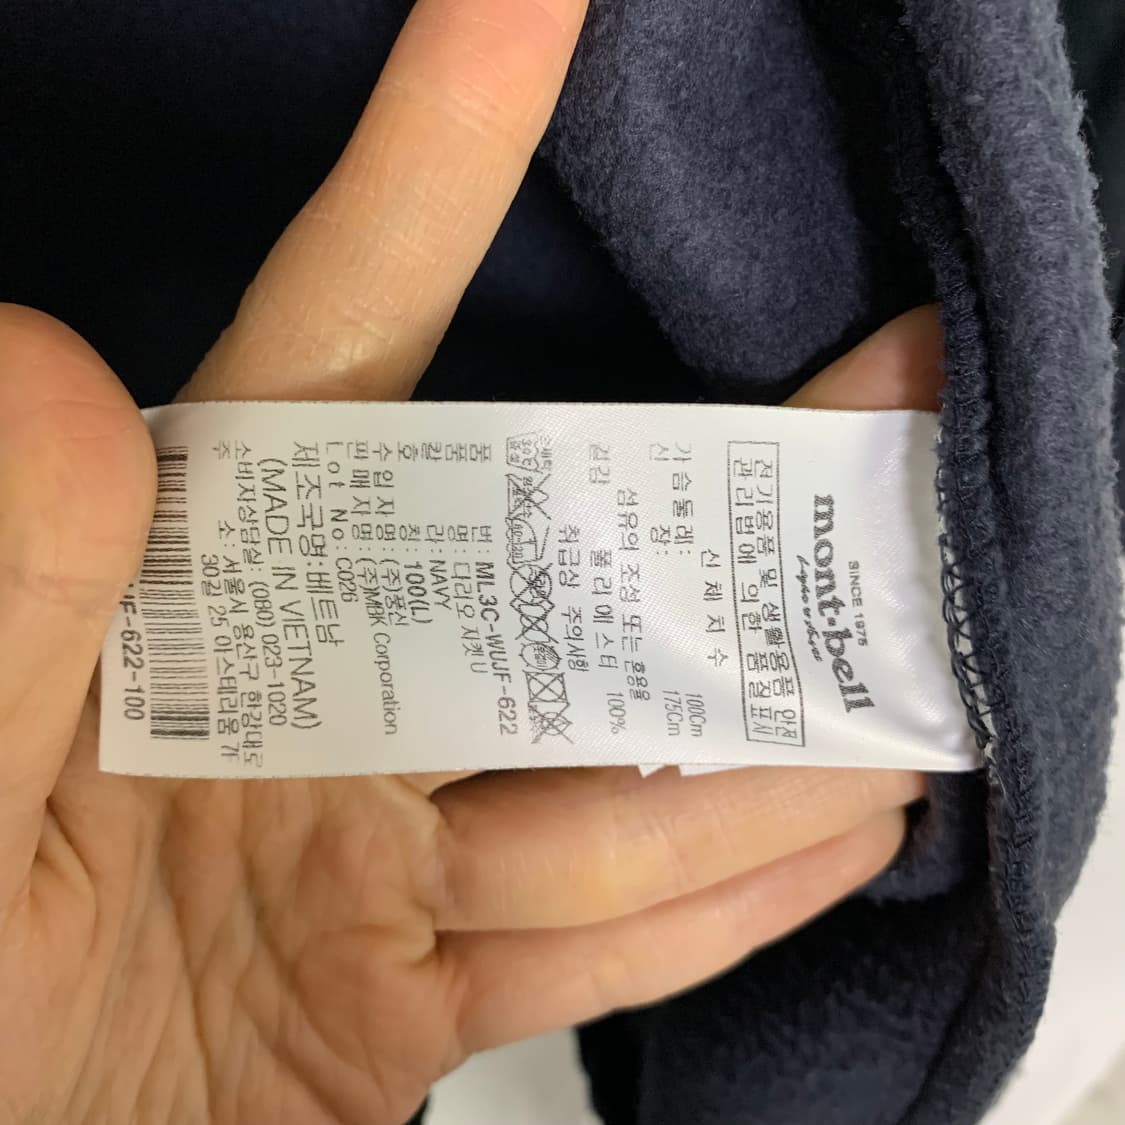 SINCE 1975
mont·bell
전기용품 및 생활용품 안전
관리법에 의한 품질표시
신 체 치 수
가슴둘레: 100Cm
신 장: 175Cm
섬유의 조성 또는 혼용율
겉감 폴리에스터 100%
취급상 주의사항
품 번: ML3C-WUJF-622
품 명: 디리오 자켓 U
칼 라: NAVY
호 칭: 100(L)
수입자명: (주)풍신
판매자명: (주)MBK Corporation
Lot No: C026
제조국명:베트남
(MADE IN VIETNAM)
소비자상담실: (080) 023-1020
주 소: 서울시 용산구 한강대로
30길 25 아스테리움 7F
JF-622-100